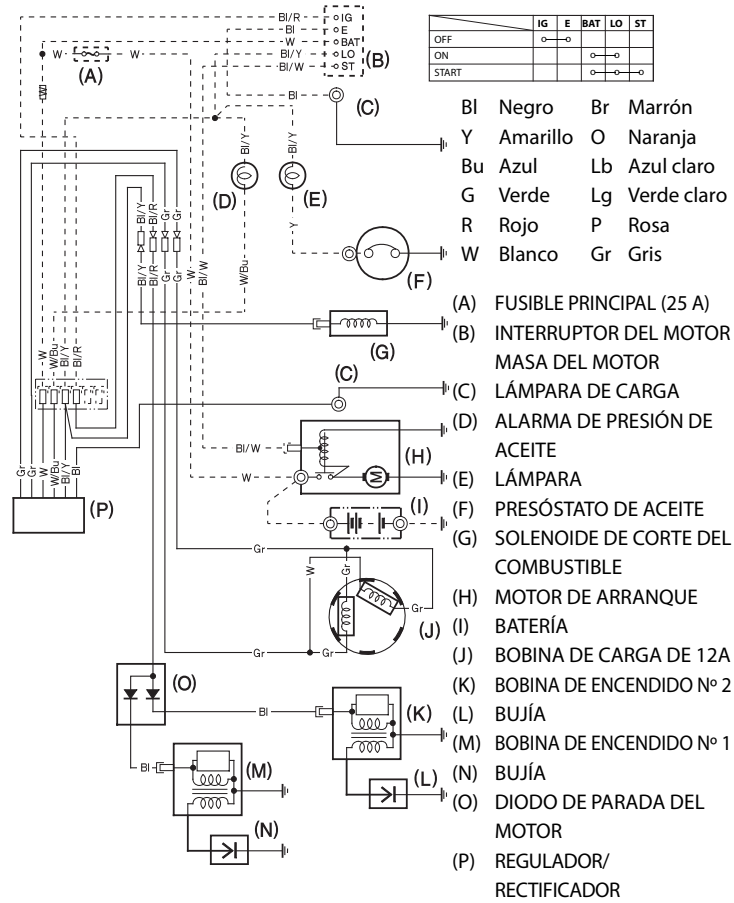 IG E BAT LO ST
OFF
ON
START
Bl/R IG
Bl E
W BAT
Bl/Y LO
Bl/W ST
(B)
W W
(A)
W
Bl (C)
Bl/Y Bl/Y
(D) (E)
Y
(F)
Bl/Y Bl/R Gr Gr
Bl/Y Bl/R Gr Gr
W Bl/W W/Bu
(G)
W W/Bu Bl/Y Bl/R
(C)
Bl/W
(H)
M
W
Gr Gr W W/Bu Bl/Y Bl
(P)
(I)
Gr
W Gr
Gr
(J)
Gr Gr
(O)
Bl
(K)
Bl
(M)
(L)
(N)
Bl Negro Br Marrón
Y Amarillo O Naranja
Bu Azul Lb Azul claro
G Verde Lg Verde claro
R Rojo P Rosa
W Blanco Gr Gris
(A) FUSIBLE PRINCIPAL (25 A)
(B) INTERRUPTOR DEL MOTOR
MASA DEL MOTOR
(C) LÁMPARA DE CARGA
(D) ALARMA DE PRESIÓN DE
ACEITE
(E) LÁMPARA
(F) PRESÓSTATO DE ACEITE
(G) SOLENOIDE DE CORTE DEL
COMBUSTIBLE
(H) MOTOR DE ARRANQUE
(I) BATERÍA
(J) BOBINA DE CARGA DE 12A
(K) BOBINA DE ENCENDIDO Nº 2
(L) BUJÍA
(M) BOBINA DE ENCENDIDO Nº 1
(N) BUJÍA
(O) DIODO DE PARADA DEL
MOTOR
(P) REGULADOR/
RECTIFICADOR